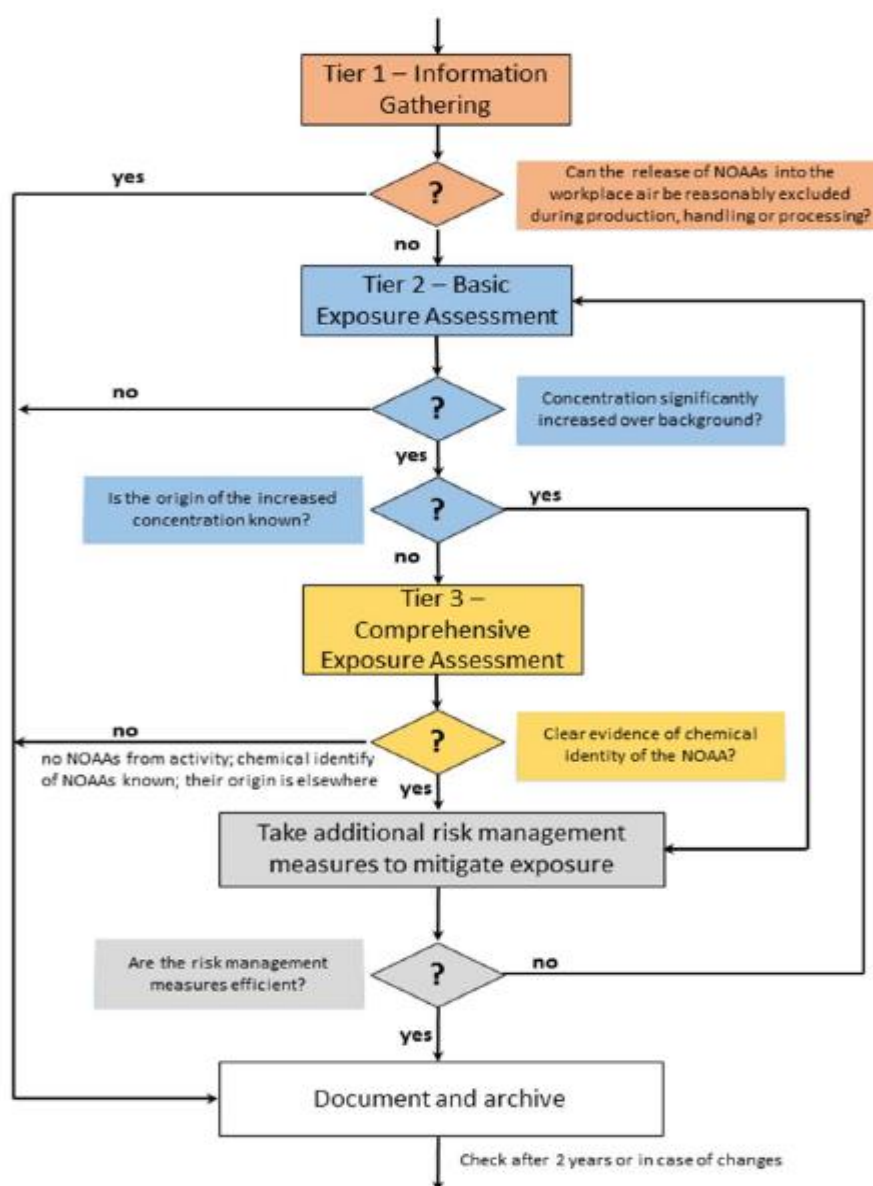 Tier 1 – Information
Gathering
yes
?
Can the release of NOAAs into the
workplace air be reasonably excluded
during production, handling or processing?
no
Tier 2 – Basic
Exposure Assessment
no
?
Concentration significantly
increased over background?
yes
Is the origin of the increased
concentration known?
?
yes
no
Tier 3 –
Comprehensive
Exposure Assessment
no
?
Clear evidence of chemical
identity of the NOAA?
no NOAAs from activity; chemical identify
of NOAAs known; their origin is elsewhere
yes
Take additional risk management
measures to mitigate exposure
Are the risk management
measures efficient?
?
no
yes
Document and archive
Check after 2 years or in case of changes